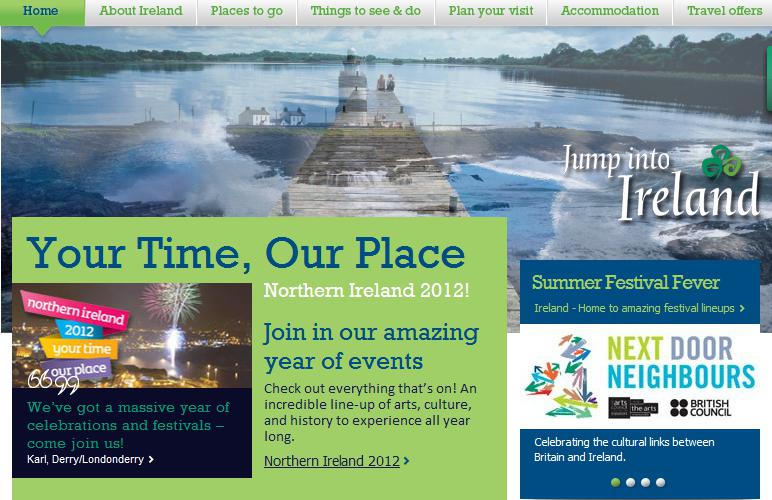 Home
About Ireland
Places to go
Things to see & do
Plan your visit
Accommodation
Travel offers
Jump into
Ireland
Your Time, Our Place
northern ireland
2012
your time
our place
We've got a massive year of
celebrations and festivals –
come join us!
Karl, Derry/Londonderry
Northern Ireland 2012!
Join in our amazing
year of events
Check out everything that's on! An
incredible line-up of arts, culture,
and history to experience all year
long.
Northern Ireland 2012
Summer Festival Fever
Ireland - Home to amazing festival lineups
NEXT DOOR
NEIGHBOURS
arts
council
the arts
BRITISH
COUNCIL
Celebrating the cultural links between
Britain and Ireland.